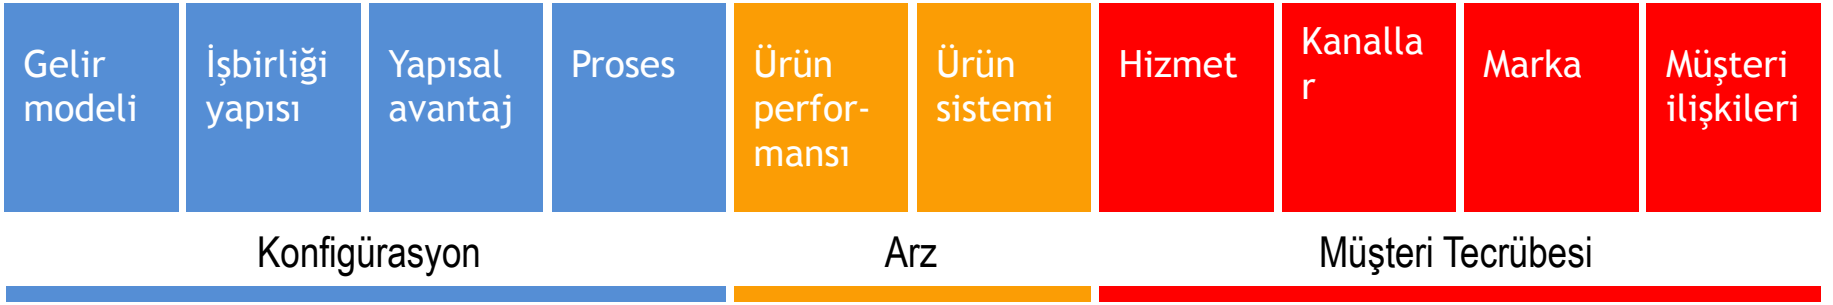 Gelir
modeli
İşbirliği
yapısı
Yapısal
avantaj
Proses
Ürün
perfor-
mansı
Ürün
sistemi
Hizmet
Kanalla
r
Marka
Müşteri
ilişkileri
Konfigürasyon
Arz
Müşteri Tecrübesi